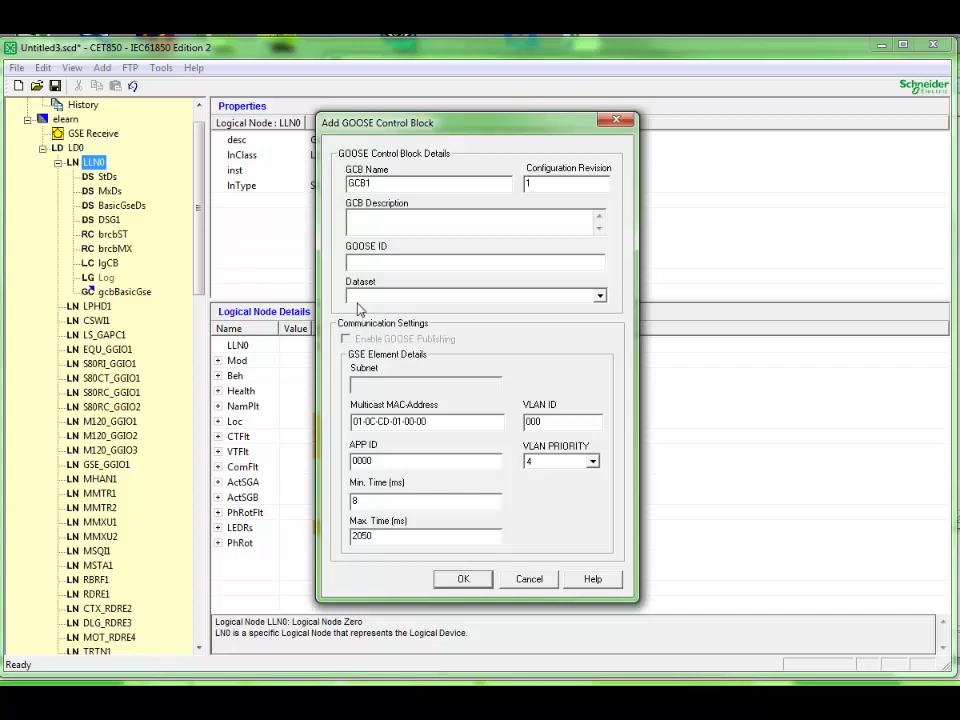 Untitled3.scd* - CET850 - IEC61850 Edition 2
File Edit View Add FTP Tools Help
Schneider
Electric
History
elearn
GSE Receive
LD LD0
LN LLN0
DS StDs
DS MxDs
DS BasicGseDs
DS DSG1
RC brcbST
RC brcbMX
LC lgCB
LG Log
GC gcbBasicGse
LN LPHD1
LN CSWI1
LN LS_GAPC1
LN EQU_GGIO1
LN S80RI_GGIO1
LN S80CT_GGIO1
LN S80RC_GGIO1
LN S80RC_GGIO2
LN M120_GGIO1
LN M120_GGIO2
LN M120_GGIO3
LN GSE_GGIO1
LN MHAN1
LN MMTR1
LN MMTR2
LN MMXU1
LN MMXU2
LN MSQI1
LN MSTA1
LN RBRF1
LN RDRE1
LN CTX_RDRE2
LN DLG_RDRE3
LN MOT_RDRE4
LN TRTN1
Properties
Logical Node : LLN0
desc
lnClass
inst
lnType
Logical Node Details
Name Value
LLN0
Mod
Beh
Health
NamPlt
Loc
CTFlt
VTFlt
ComFlt
ActSGA
ActSGB
PhRotFlt
LEDRs
PhRot
Add GOOSE Control Block
GOOSE Control Block Details
GCB Name Configuration Revision
GCB1 1
GCB Description
GOOSE ID
Dataset
Communication Settings
Enable GOOSE Publishing
GSE Element Details
Subnet
Multicast MAC-Address VLAN ID
01-0C-CD-01-00-00 000
APP ID VLAN PRIORITY
0000 4
Min. Time (ms)
8
Max. Time (ms)
2050
OK Cancel Help
Logical Node LLN0: Logical Node Zero
LN0 is a specific Logical Node that represents the Logical Device.
Ready